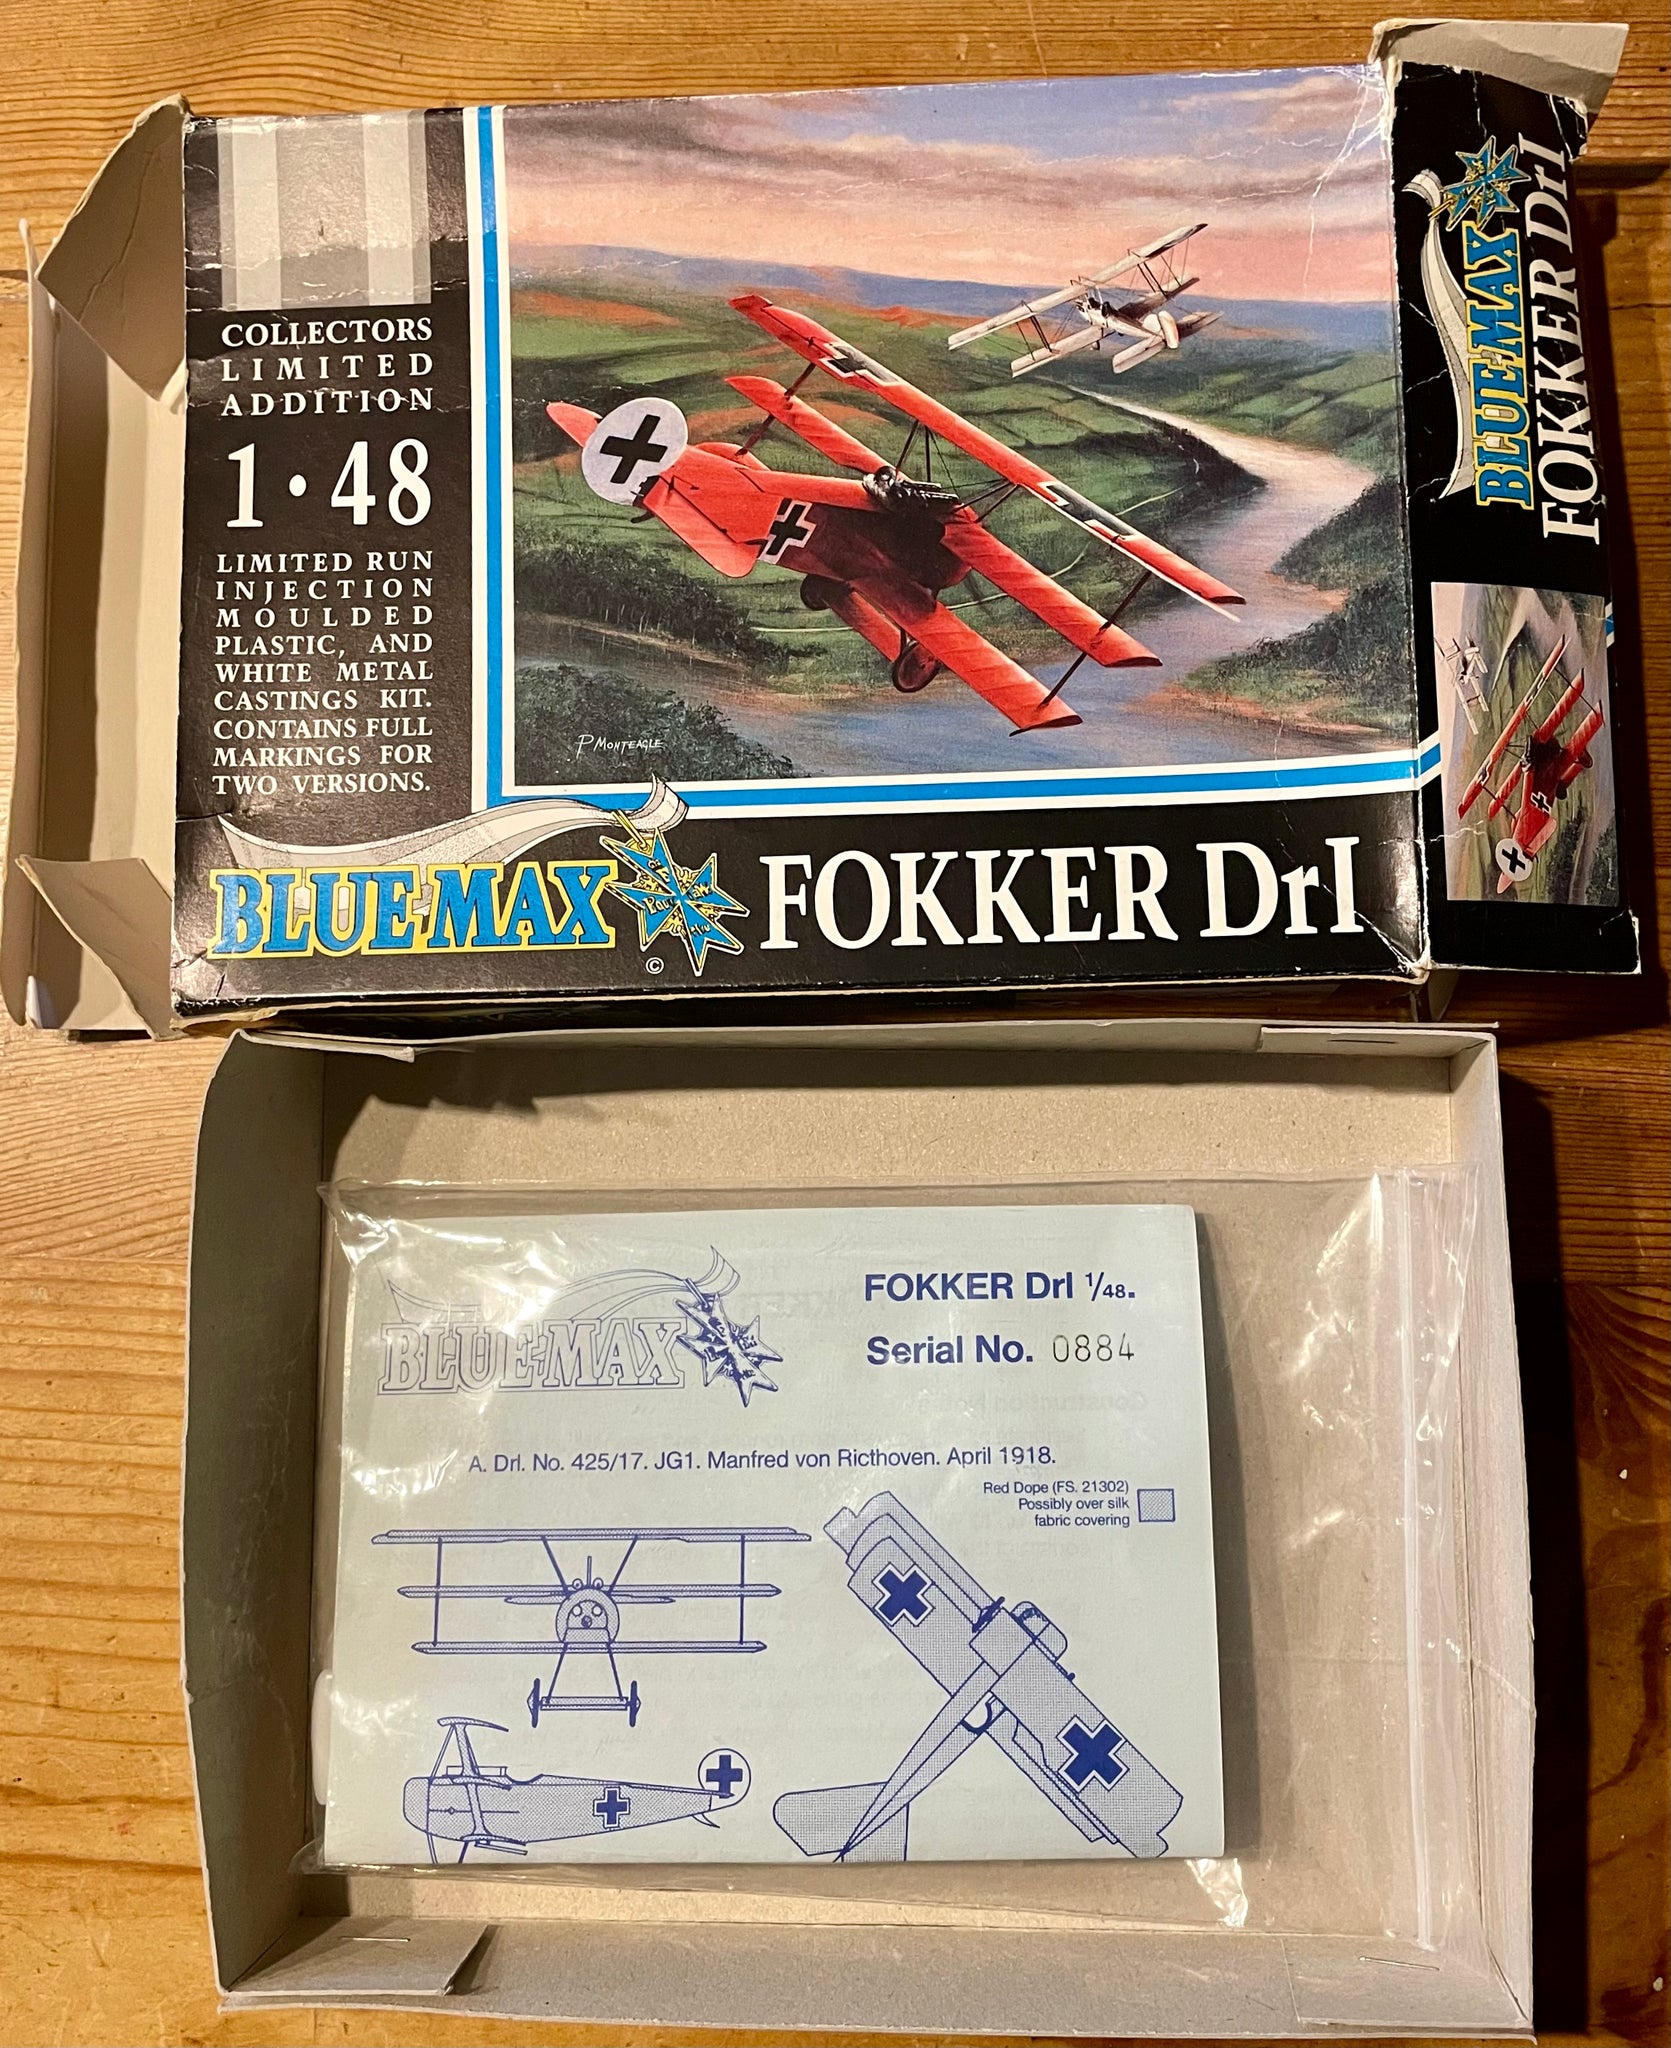 COLLECTORS
LIMITED
ADDITION
1·48
LIMITED RUN
INJECTION
MOULDED
PLASTIC, AND
WHITE METAL
CASTINGS KIT.
CONTAINS FULL
MARKINGS FOR
TWO VERSIONS.
P MONTEAGLE
BLUE MAX
©
FOKKER DrI
BLUE MAX
FOKKER DrI
BLUE MAX
FOKKER DrI 1/48.
Serial No. 0884
A. DrI. No. 425/17. JG1. Manfred von Ricthoven. April 1918.
Red Dope (FS. 21302)
Possibly over silk
fabric covering